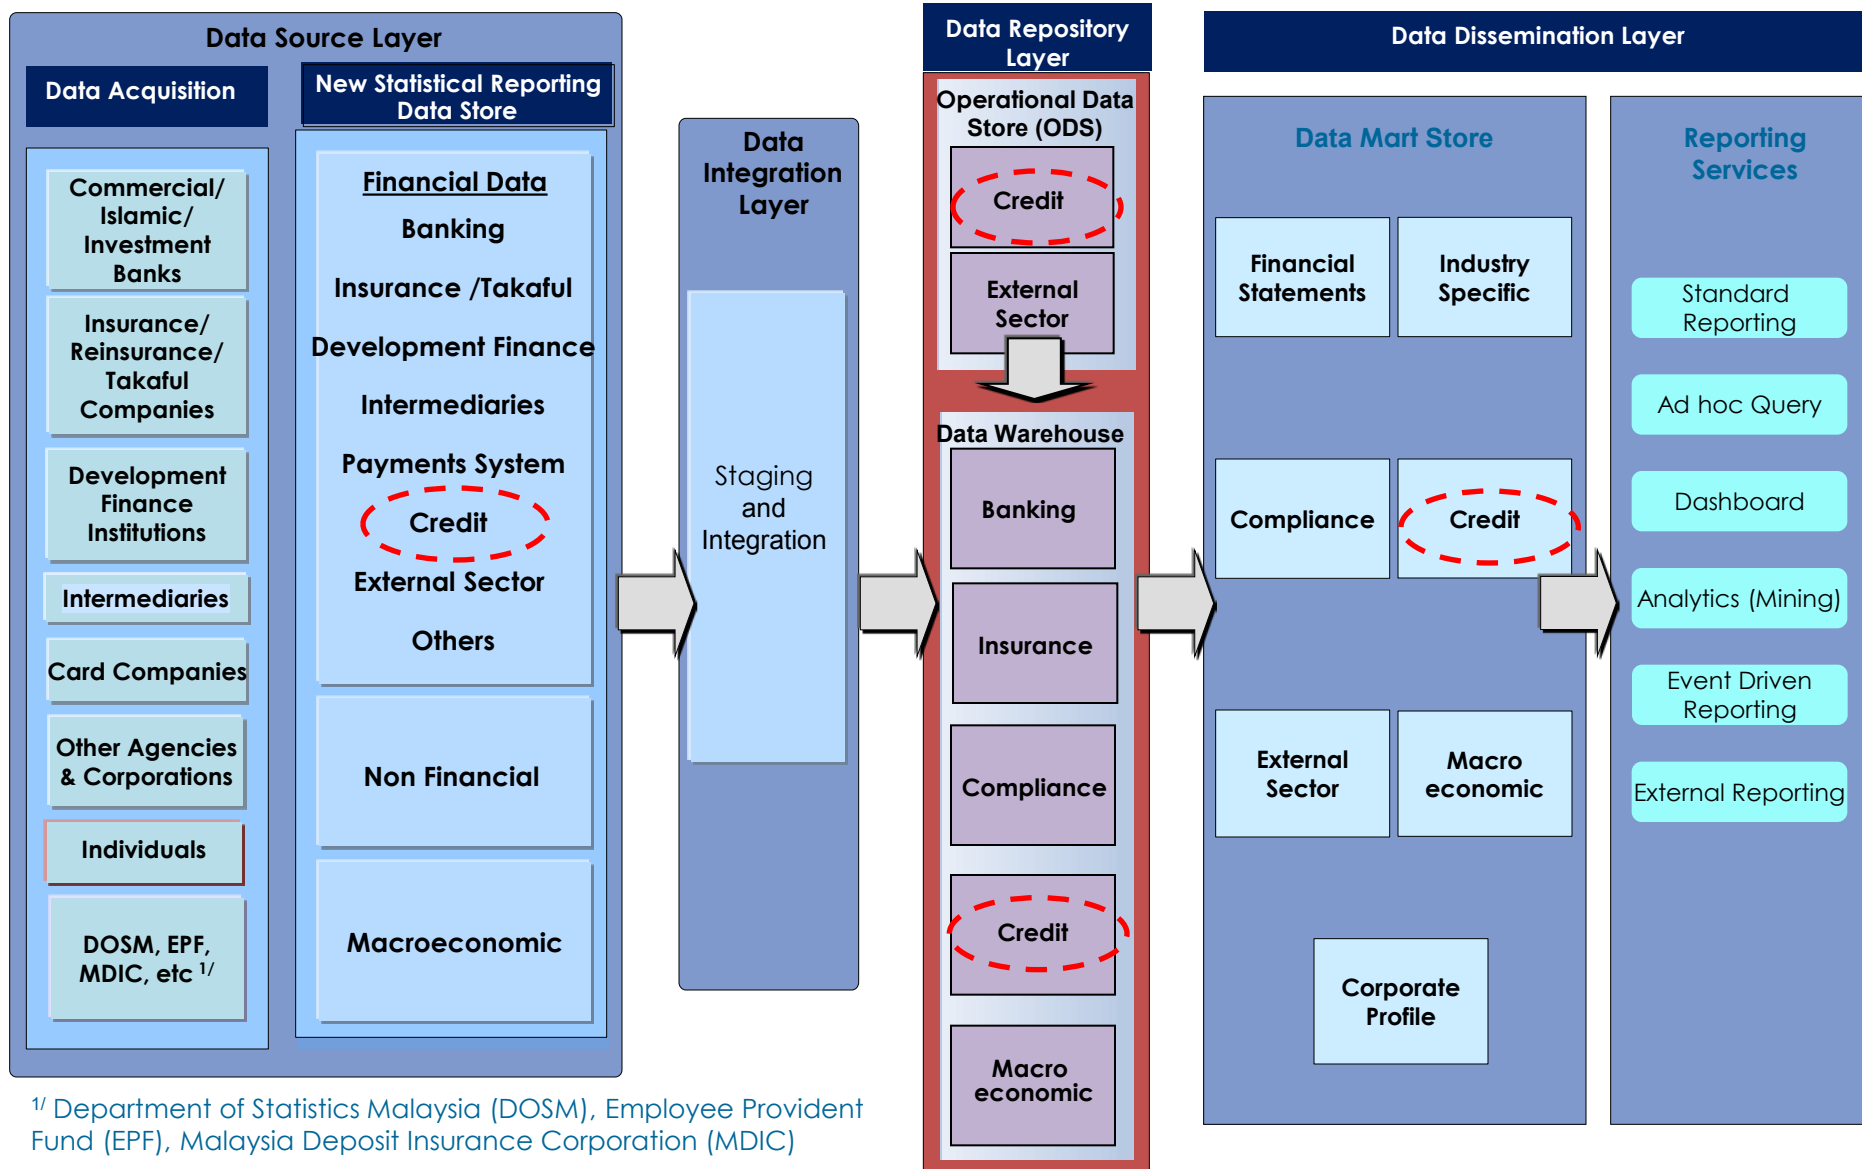 Data Source Layer
Data Acquisition
Commercial/
Islamic/
Investment
Banks
Insurance/
Reinsurance/
Takaful
Companies
Development
Finance
Institutions
Intermediaries
Card Companies
Other Agencies
& Corporations
Individuals
DOSM, EPF,
MDIC, etc 1/
New Statistical Reporting
Data Store
Financial Data
Banking
Insurance /Takaful
Development Finance
Intermediaries
Payments System
Credit
External Sector
Others
Non Financial
Macroeconomic
Data
Integration
Layer
Staging
and
Integration
Data Repository
Layer
Operational Data
Store (ODS)
Credit
External
Sector
Data Warehouse
Banking
Insurance
Compliance
Credit
Macro
economic
Data Dissemination Layer
Data Mart Store
Financial
Statements
Industry
Specific
Compliance
Credit
External
Sector
Macro
economic
Corporate
Profile
Reporting
Services
Standard
Reporting
Ad hoc Query
Dashboard
Analytics (Mining)
Event Driven
Reporting
External Reporting
1/ Department of Statistics Malaysia (DOSM), Employee Provident
Fund (EPF), Malaysia Deposit Insurance Corporation (MDIC)